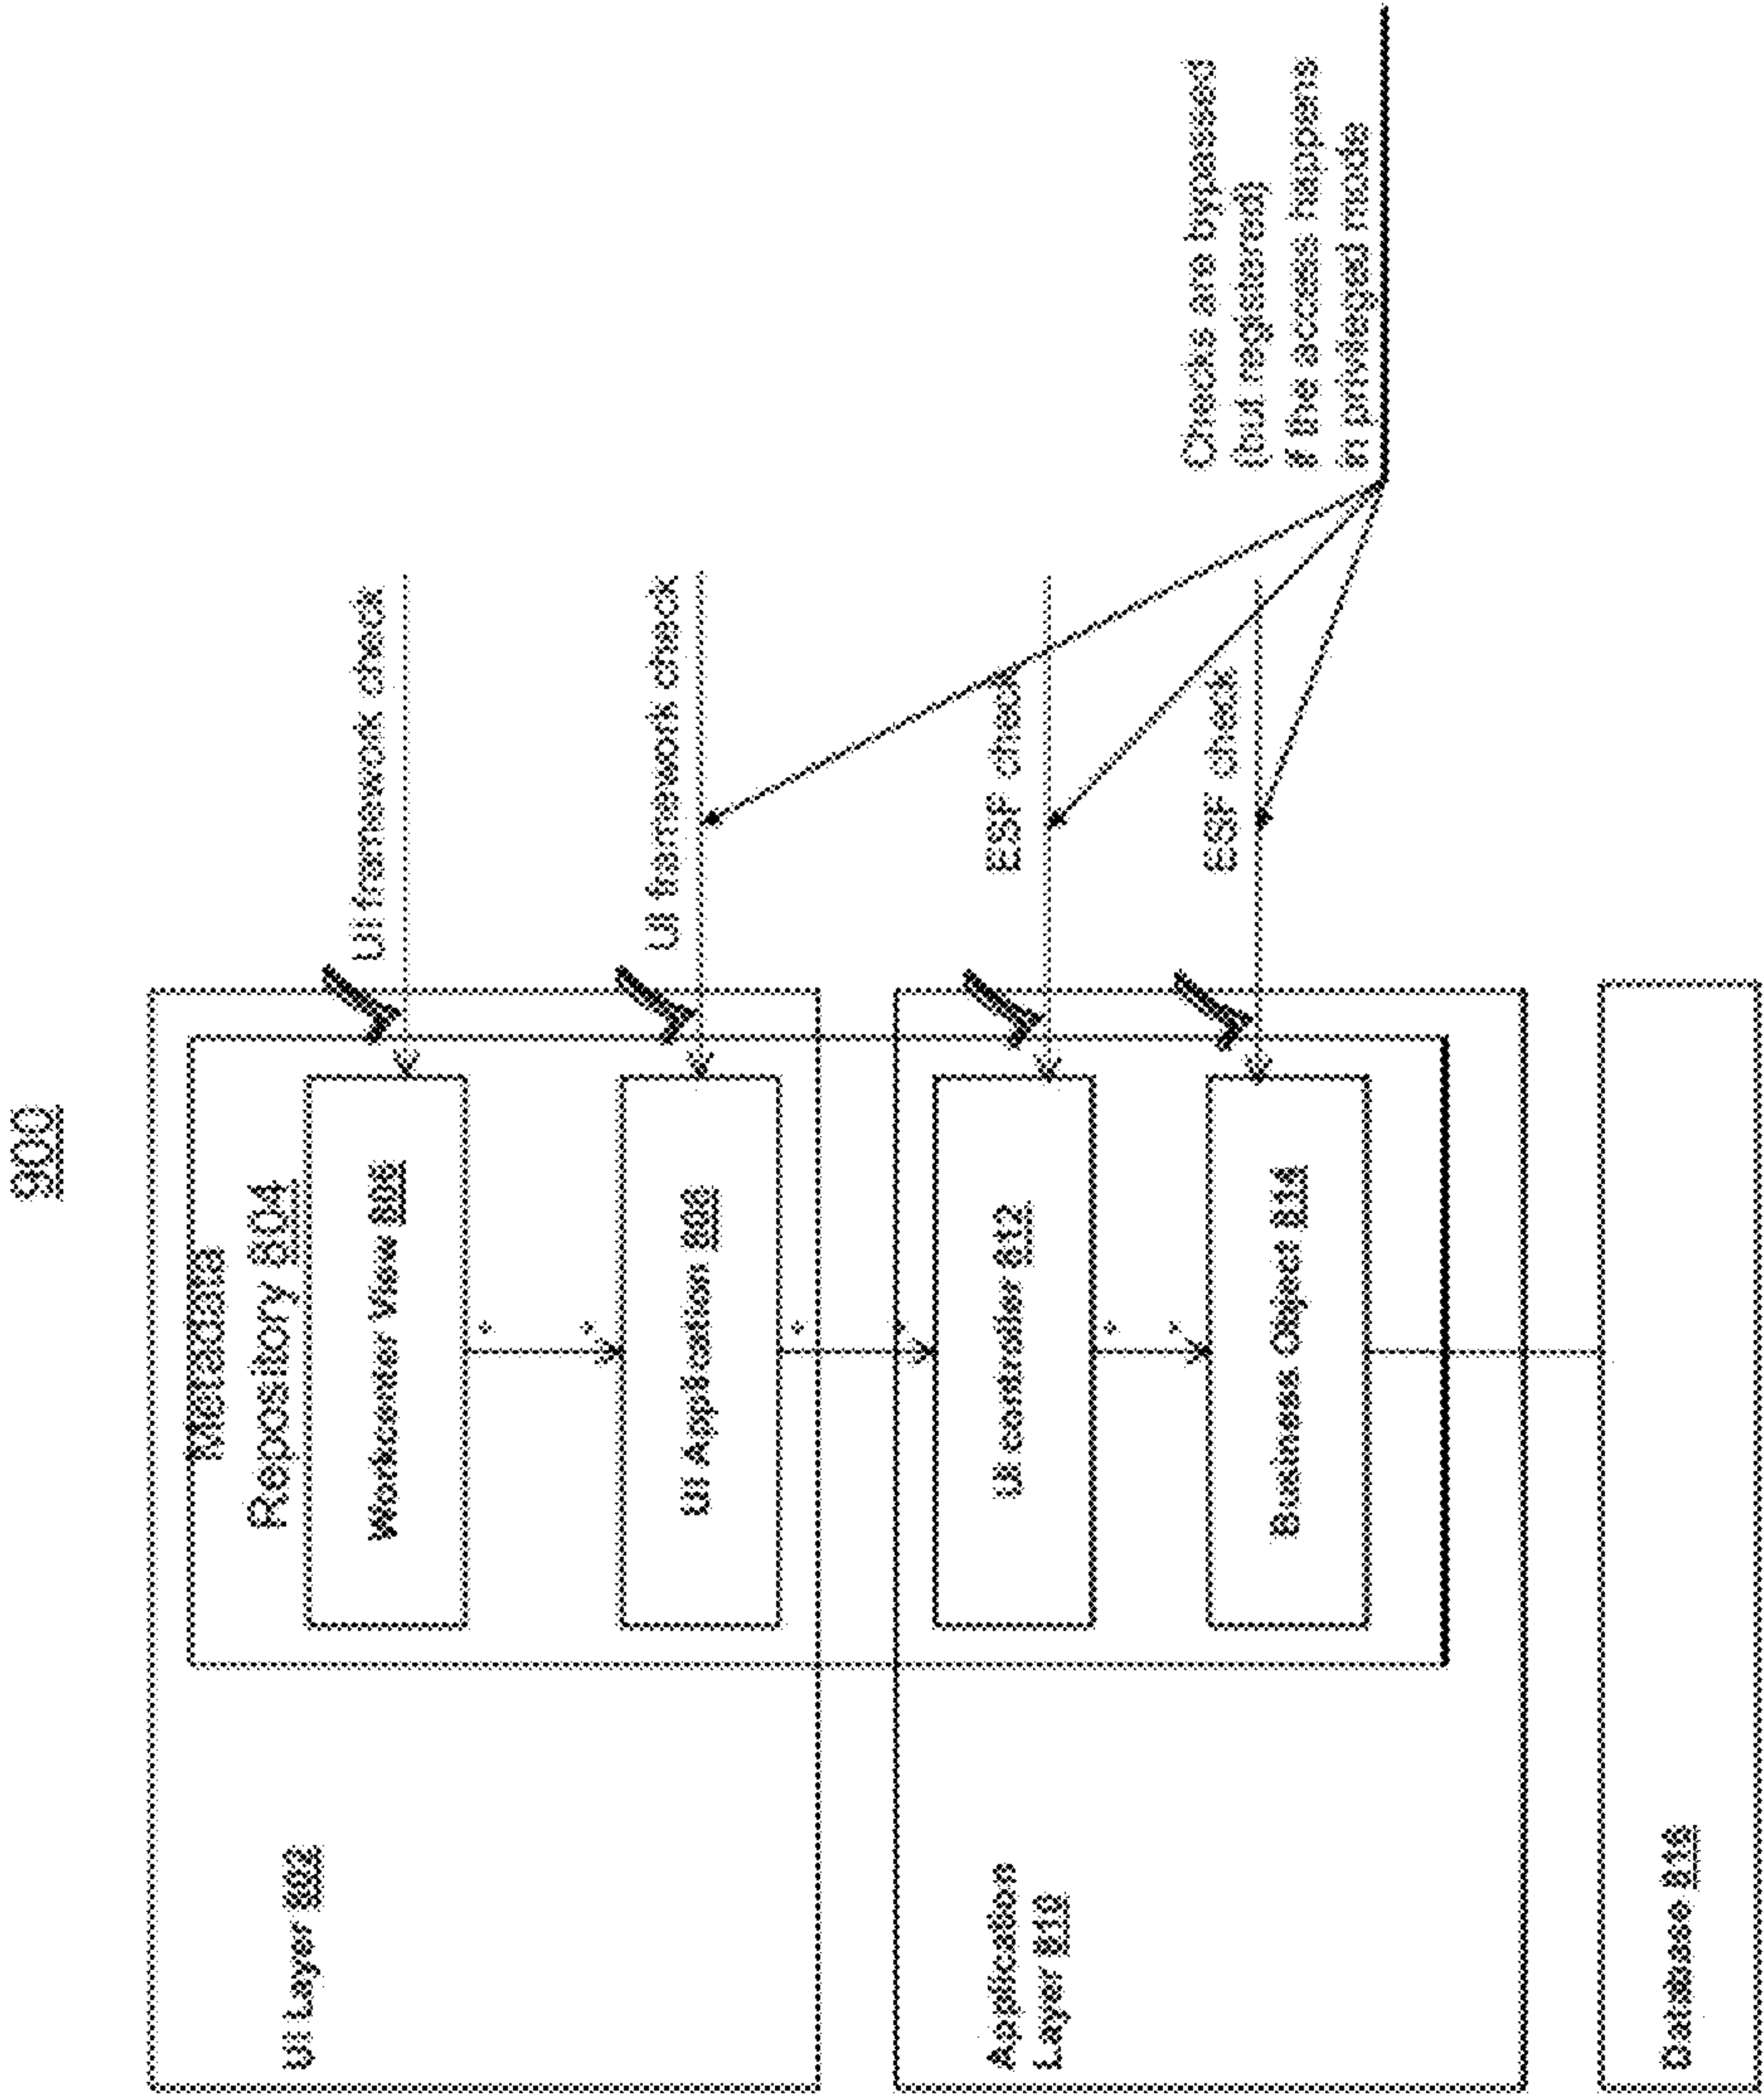 900
UI Layer 802
Metadata
Repository 804
Workcenter View 806
UI framework check
UI Application 808
UI framework check
Application
Layer 810
UI controller 812
ESF check
Business Object 814
ESF check
Checks are bypassed
(but registered)
if the access happens
in privileged mode
Database 816
* *
* *
* *